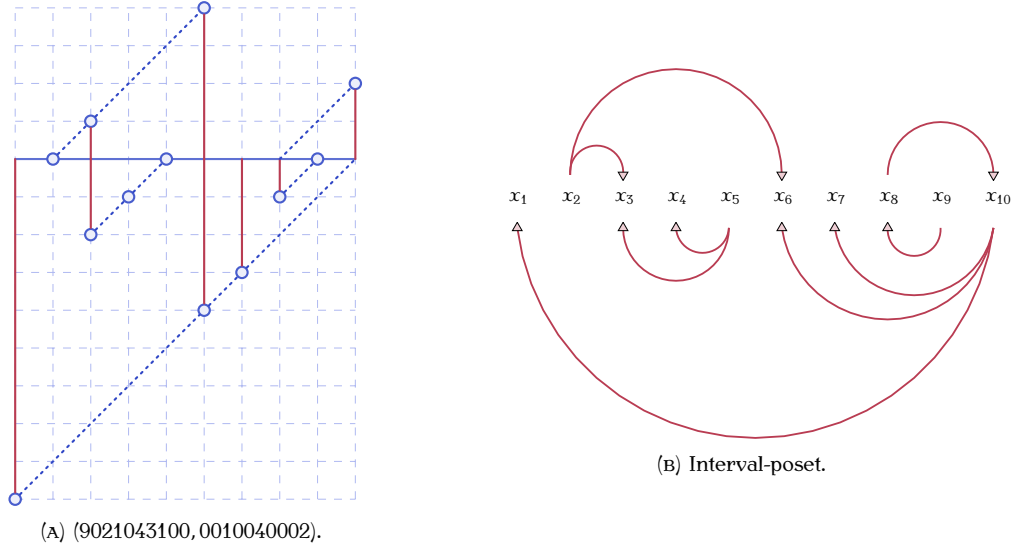 x₁ x₂ x₃ x₄ x₅ x₆ x₇ x₈ x₉ x₁₀
(B) Interval-poset.
(A) (9021043100, 0010040002).